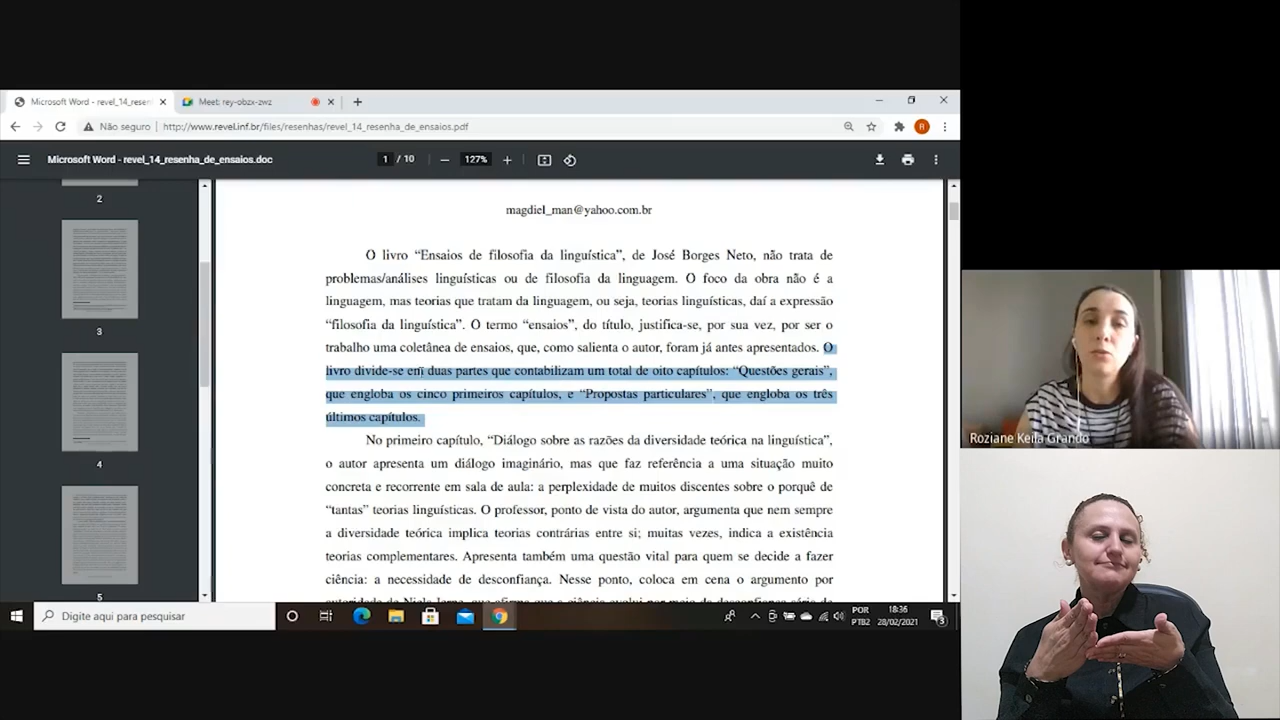 Microsoft Word - revel_14_resen
Meet: rey-obzx-zwz
Não seguro
http://www.revel.inf.br/files/resenhas/revel_14_resenha_de_ensaios.pdf
R
Microsoft Word - revel_14_resenha_de_ensaios.doc
1 / 10
127%
2
3
4
5
magdiel_man@yahoo.com.br
O livro “Ensaios de filosofia da linguística”, de José Borges Neto, não trata de
problemas/análises linguísticas ou de filosofia da linguagem. O foco da obra não é a
linguagem, mas teorias que tratam da linguagem, ou seja, teorias linguísticas, daí a expressão
“filosofia da linguística”. O termo “ensaios”, do título, justifica-se, por sua vez, por ser o
trabalho uma coletânea de ensaios, que, como salienta o autor, foram já antes apresentados. O
livro divide-se em duas partes que contabilizam um total de oito capítulos: “Questões gerais”,
que engloba os cinco primeiros capítulos, e “Propostas particulares”, que engloba os três
últimos capítulos.
No primeiro capítulo, “Diálogo sobre as razões da diversidade teórica na linguística”,
o autor apresenta um diálogo imaginário, mas que faz referência a uma situação muito
concreta e recorrente em sala de aula: a perplexidade de muitos discentes sobre o porquê de
“tantas” teorias linguísticas. O professor, ponto de vista do autor, argumenta que nem sempre
a diversidade teórica implica teorias contrárias entre si; muitas vezes, indica a existência
teorias complementares. Apresenta também uma questão vital para quem se decide a fazer
ciência: a necessidade de desconfiança. Nesse ponto, coloca em cena o argumento por
Roziane Keila Grando
Digite aqui para pesquisar
POR
PTB2
18:36
28/02/2021
3